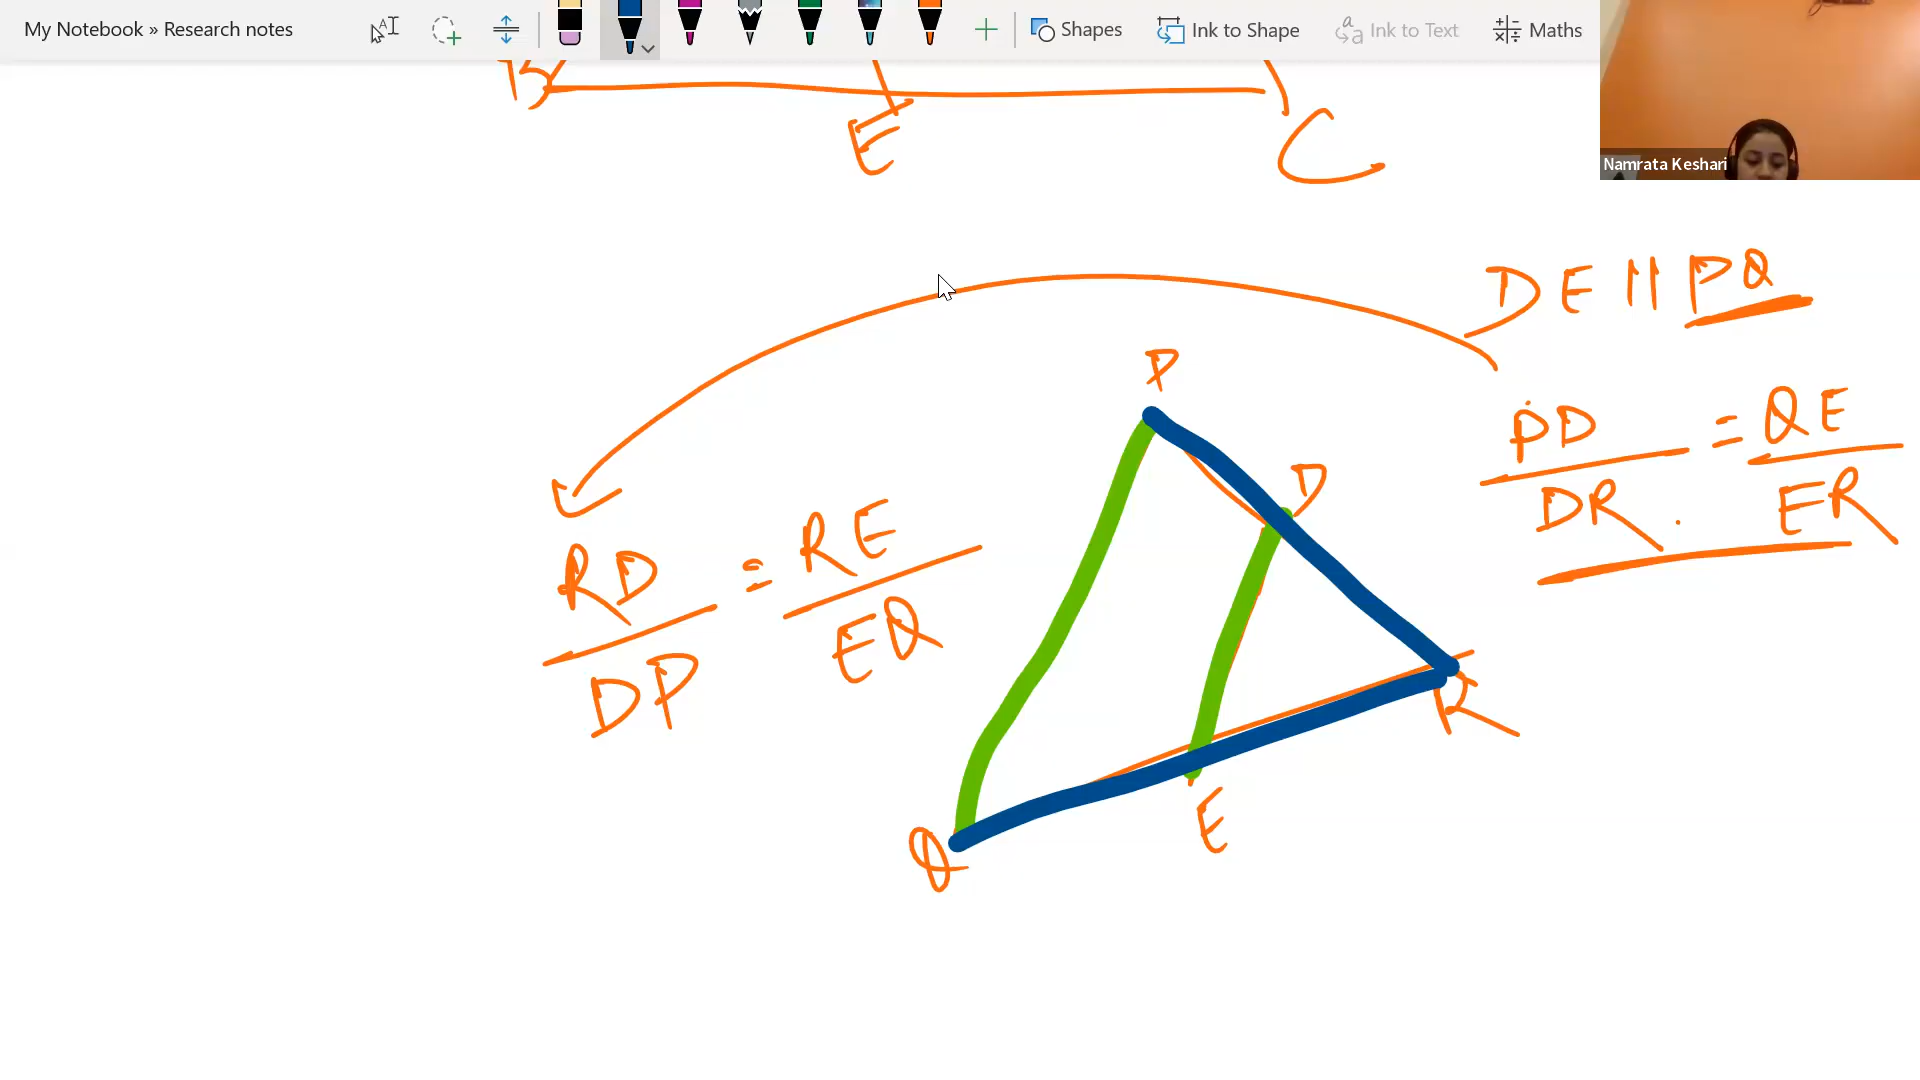 My Notebook » Research notes
Shapes
Ink to Shape
Ink to Text
Maths
Namrata Keshari
B
E
C
DE || PQ
PD/DR = QE/ER
RD/DP = RE/EQ
P
D
R
E
Q